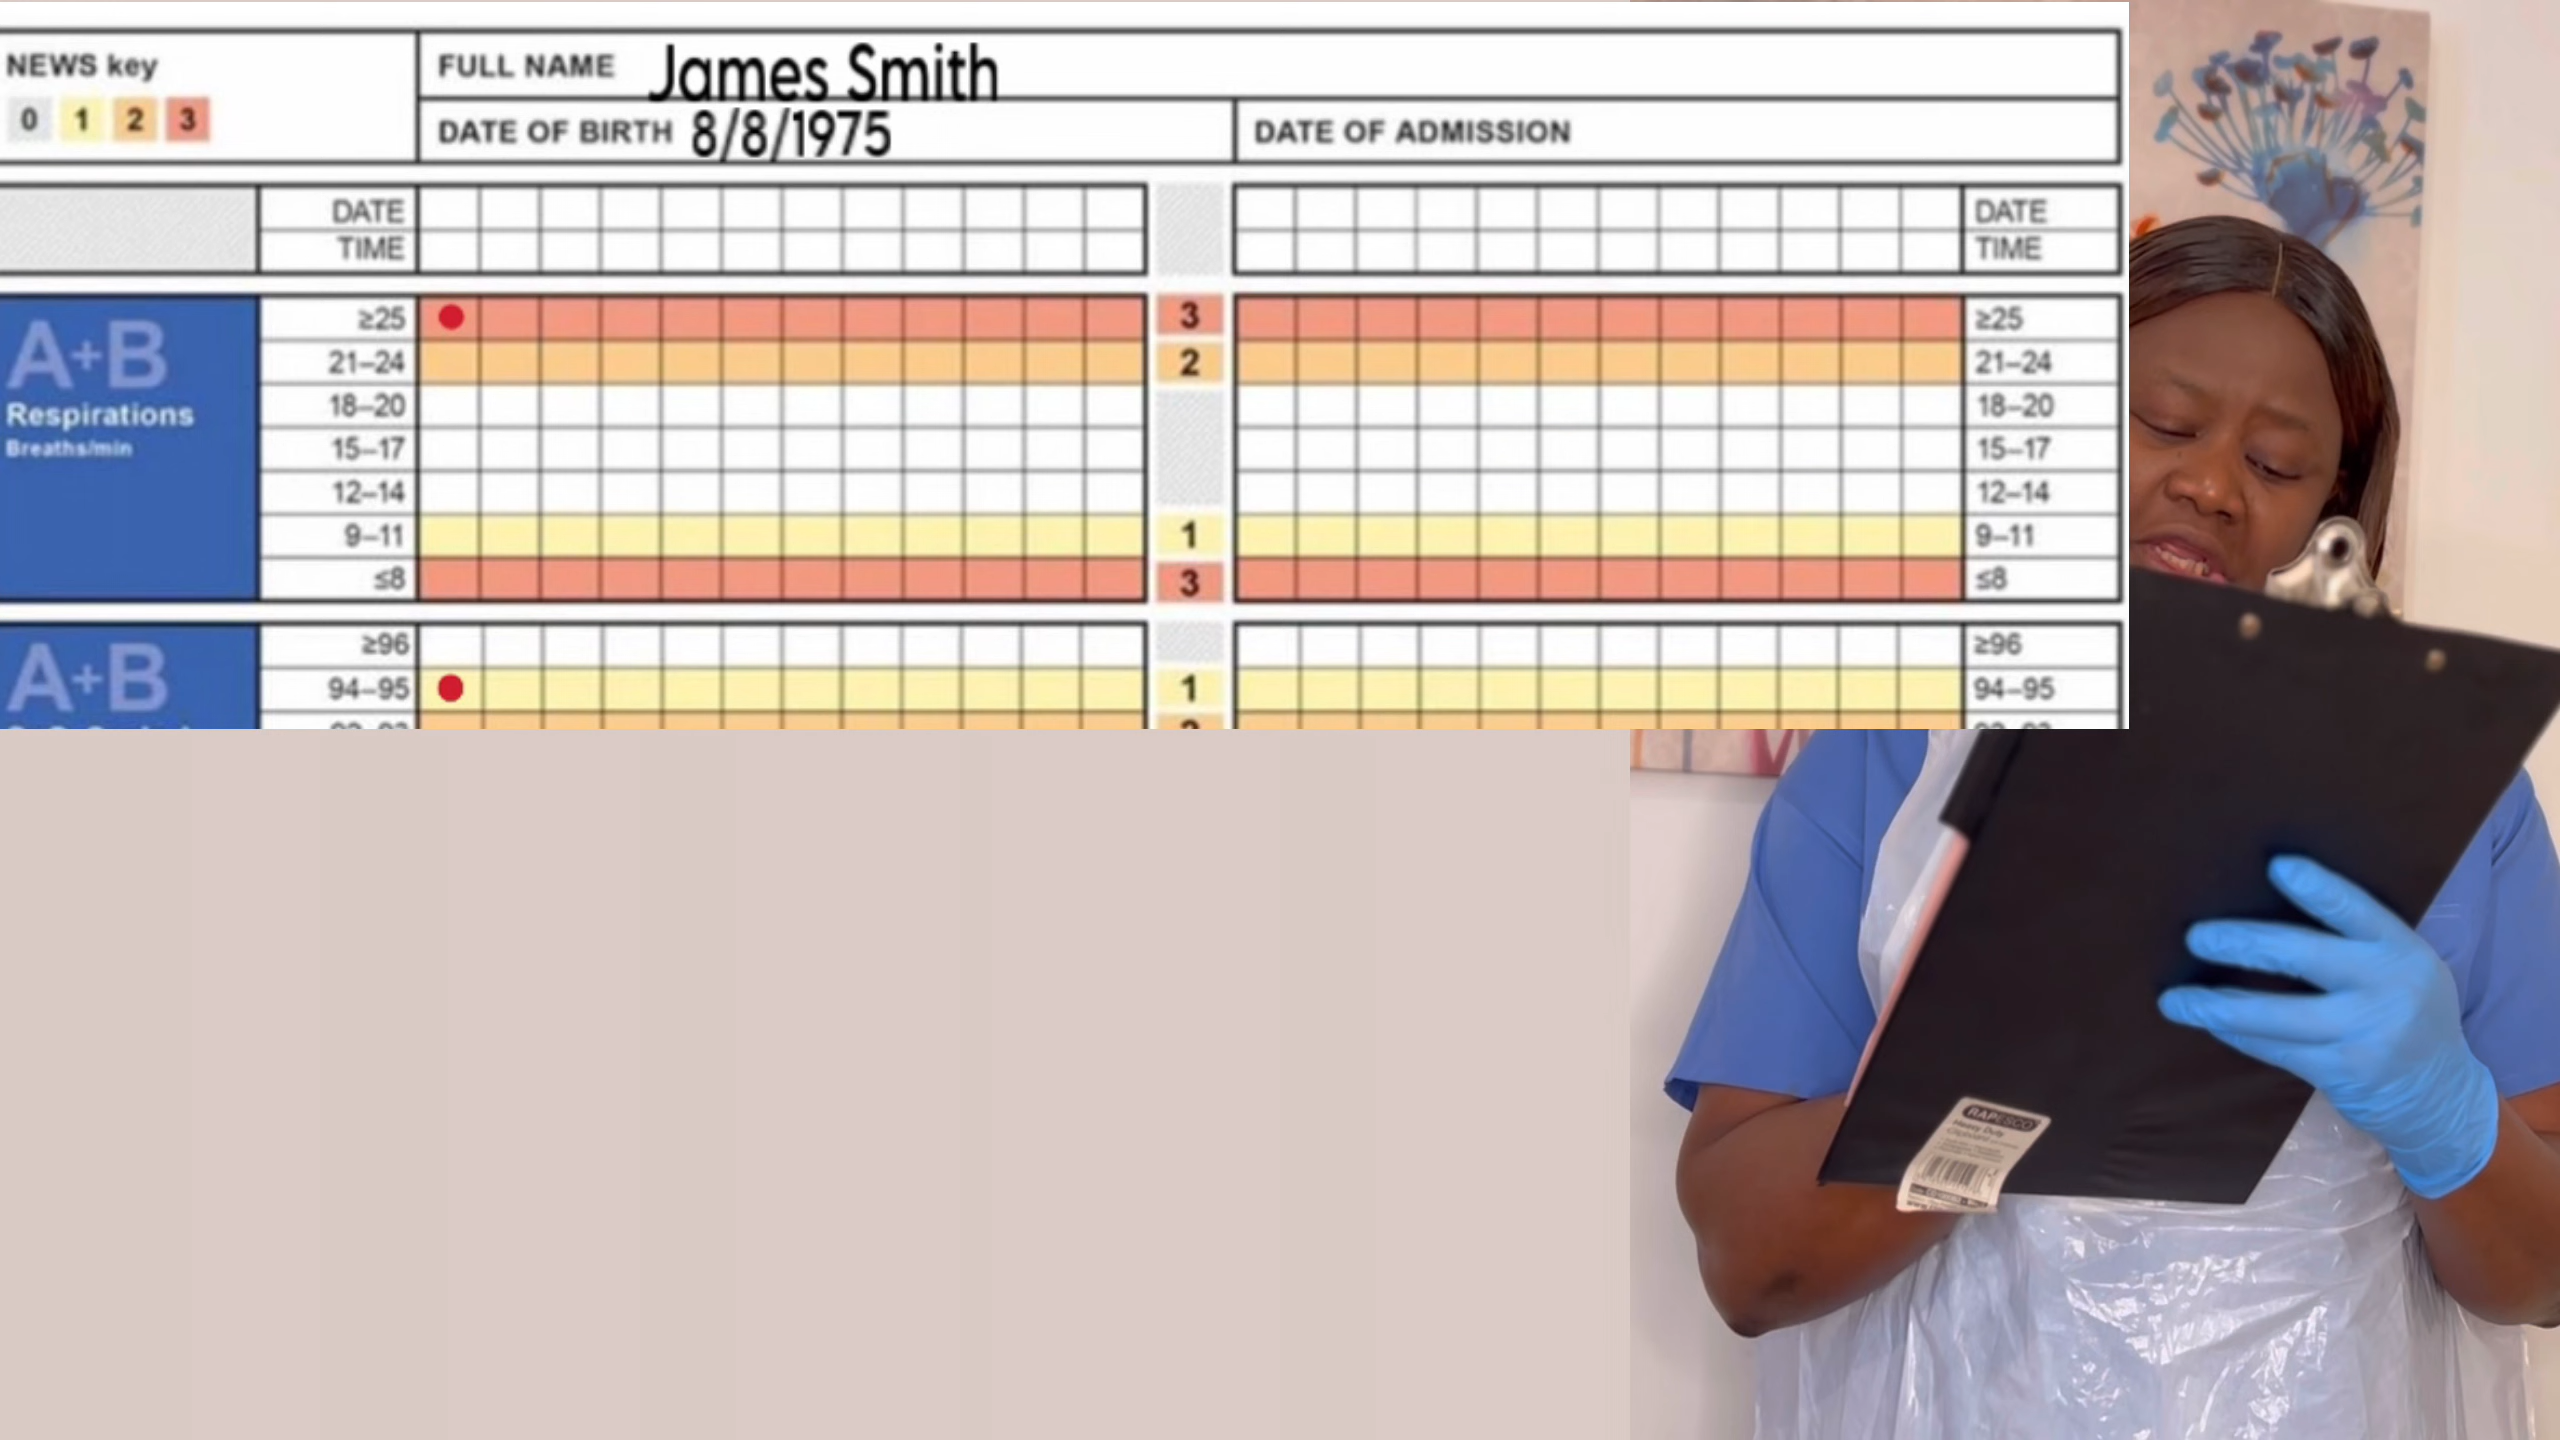 NEWS key
0 1 2 3
FULL NAME James Smith
DATE OF BIRTH 8/8/1975
DATE OF ADMISSION
DATE DATE
TIME TIME
A+B
Respirations
Breaths/min
≥25 3 ≥25
21–24 2 21–24
18–20 18–20
15–17 15–17
12–14 12–14
9–11 1 9–11
≤8 3 ≤8
A+B
≥96 ≥96
94–95 1 94–95
RAPESCO
Heavy Duty
Clipboard